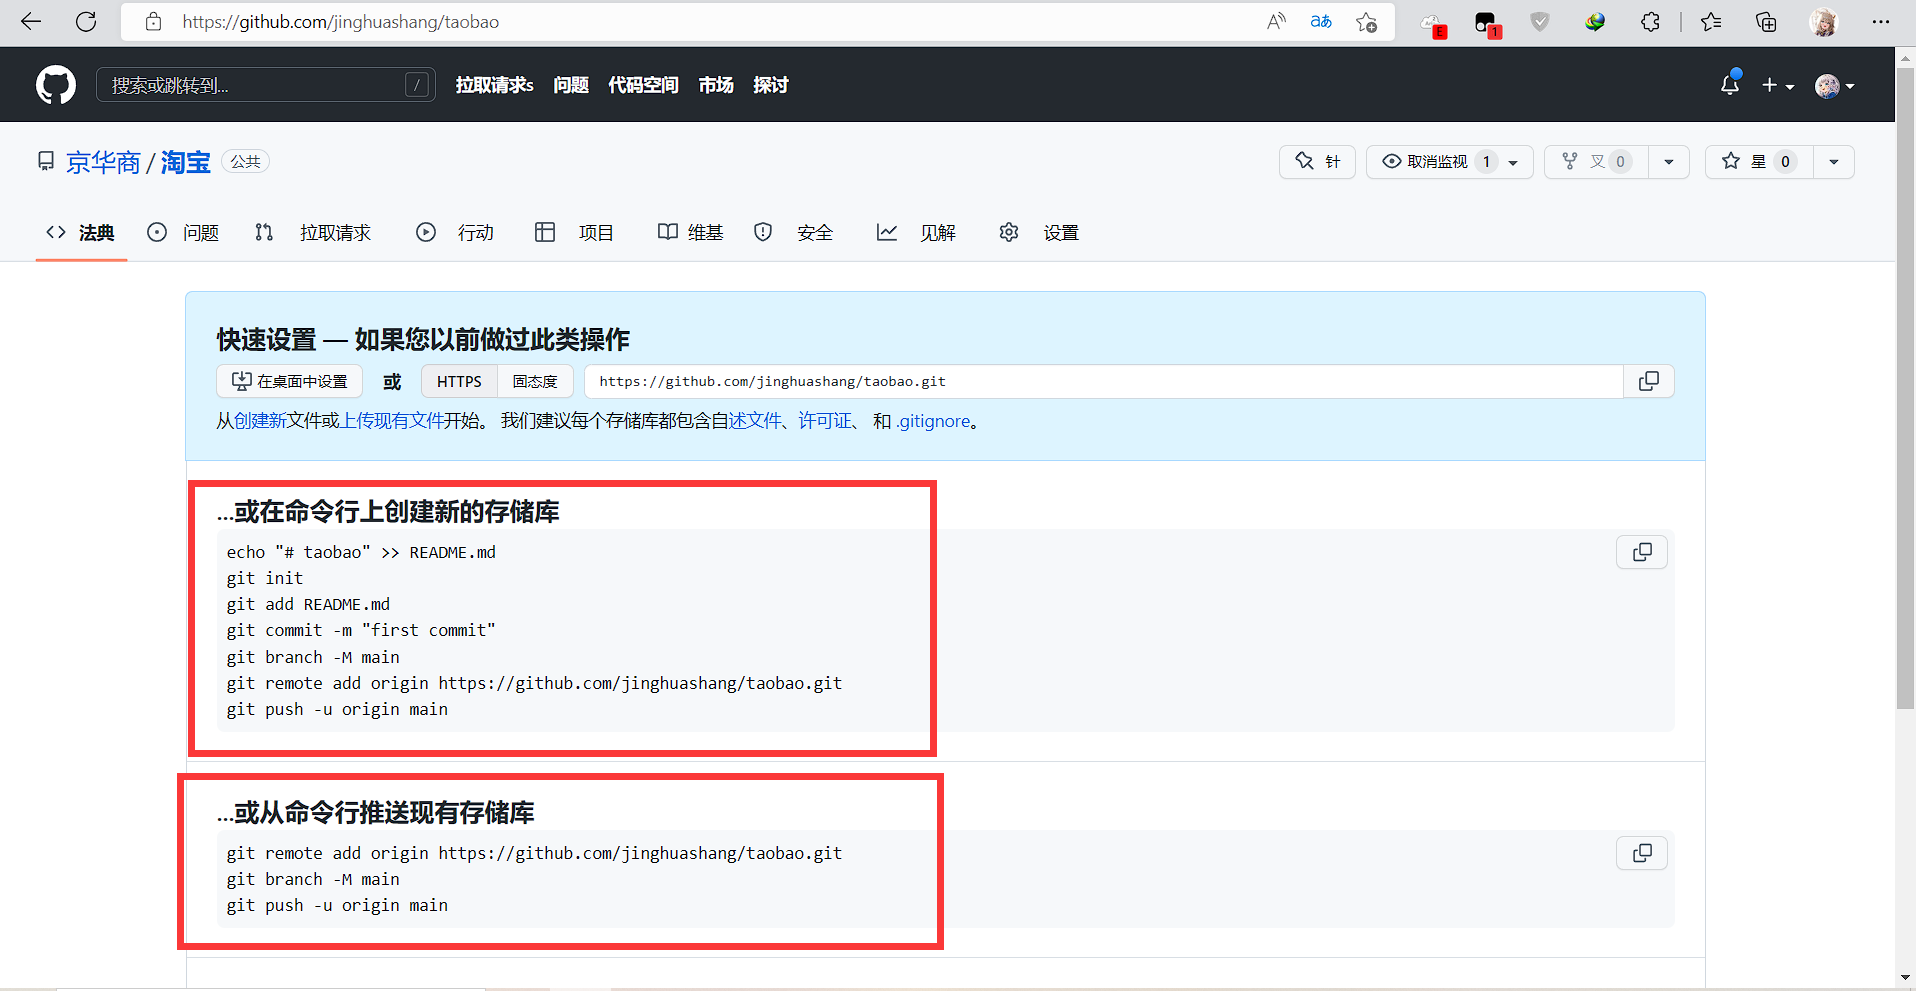 https://github.com/jinghuashang/taobao
搜索或跳转到... / 拉取请求s 问题 代码空间 市场 探讨
京华商 / 淘宝 公共 针 取消监视 1 叉 0 星 0
<> 法典 问题 拉取请求 行动 项目 维基 安全 见解 设置
快速设置 — 如果您以前做过此类操作
在桌面中设置 或 HTTPS 固态度 https://github.com/jinghuashang/taobao.git
从创建新文件或上传现有文件开始。 我们建议每个存储库都包含自述文件、许可证、 和 .gitignore。
...或在命令行上创建新的存储库
echo "# taobao" >> README.md
git init
git add README.md
git commit -m "first commit"
git branch -M main
git remote add origin https://github.com/jinghuashang/taobao.git
git push -u origin main
...或从命令行推送现有存储库
git remote add origin https://github.com/jinghuashang/taobao.git
git branch -M main
git push -u origin main